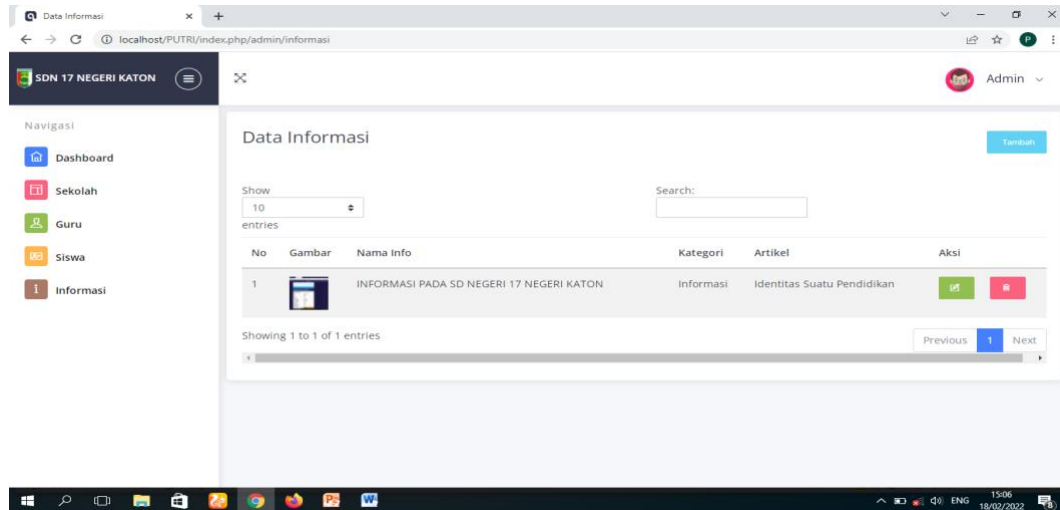 Data Informasi
localhost/PUTRI/index.php/admin/informasi
P
SDN 17 NEGERI KATON
Admin
Navigasi
Dashboard
Sekolah
Guru
Siswa
Informasi
Data Informasi
Tambah
Show
10
entries
Search:
No Gambar Nama Info Kategori Artikel Aksi
1 INFORMASI PADA SD NEGERI 17 NEGERI KATON Informasi Identitas Suatu Pendidikan
Showing 1 to 1 of 1 entries
Previous 1 Next
ENG
15:06
18/02/2022